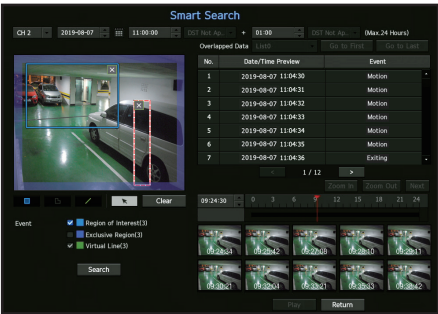 Smart Search
CH 2 2019-08-07 11:00:00 DST Not Ap.. + 01:00 DST Not Ap.. (Max.24 Hours)
Overlapped Data List0 Go to First Go to Last
No. Date/Time Preview Event
1 2019-08-07 11:04:30 Motion
2 2019-08-07 11:04:31 Motion
3 2019-08-07 11:04:32 Motion
4 2019-08-07 11:04:33 Motion
5 2019-08-07 11:04:34 Motion
6 2019-08-07 11:04:35 Motion
7 2019-08-07 11:04:36 Exiting
< 1 / 12 >
Zoom In Zoom Out Next
Clear
09:24:30 0 3 6 9 12 15 18 21 24
Event Region of Interest(3)
Exclusive Region(3)
Virtual Line(3)
Search
09:24:34 09:25:42 09:27:08 09:28:10 09:29:11
09:30:21 09:32:04 09:33:21 09:35:33 09:38:42
Play Return